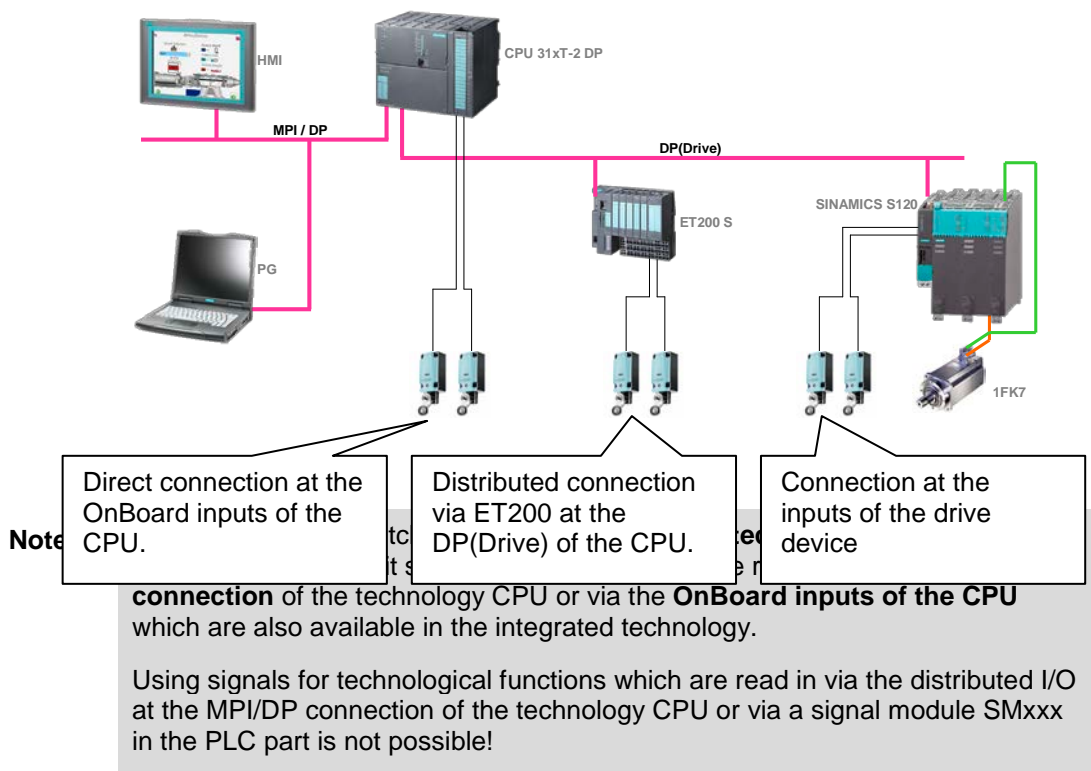 HMI
CPU 31xT-2 DP
MPI / DP
DP(Drive)
ET200 S
SINAMICS S120
PG
1FK7
Direct connection at the
OnBoard inputs of the
CPU.
Distributed connection
via ET200 at the
DP(Drive) of the CPU.
Connection at the
inputs of the drive
device
Note
connection of the technology CPU or via the OnBoard inputs of the CPU
which are also available in the integrated technology.
Using signals for technological functions which are read in via the distributed I/O
at the MPI/DP connection of the technology CPU or via a signal module SMxxx
in the PLC part is not possible!